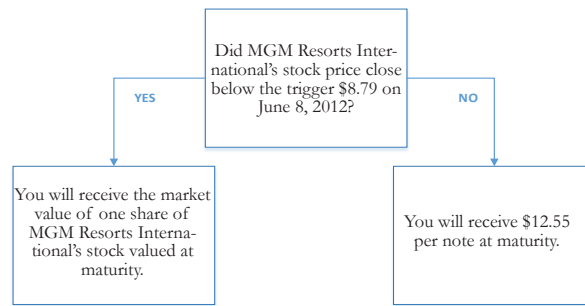 Did MGM Resorts Inter-
national’s stock price close
below the trigger $8.79 on
June 8, 2012?
YES
NO
You will receive the market
value of one share of
MGM Resorts Interna-
tional’s stock valued at
maturity.
You will receive $12.55
per note at maturity.